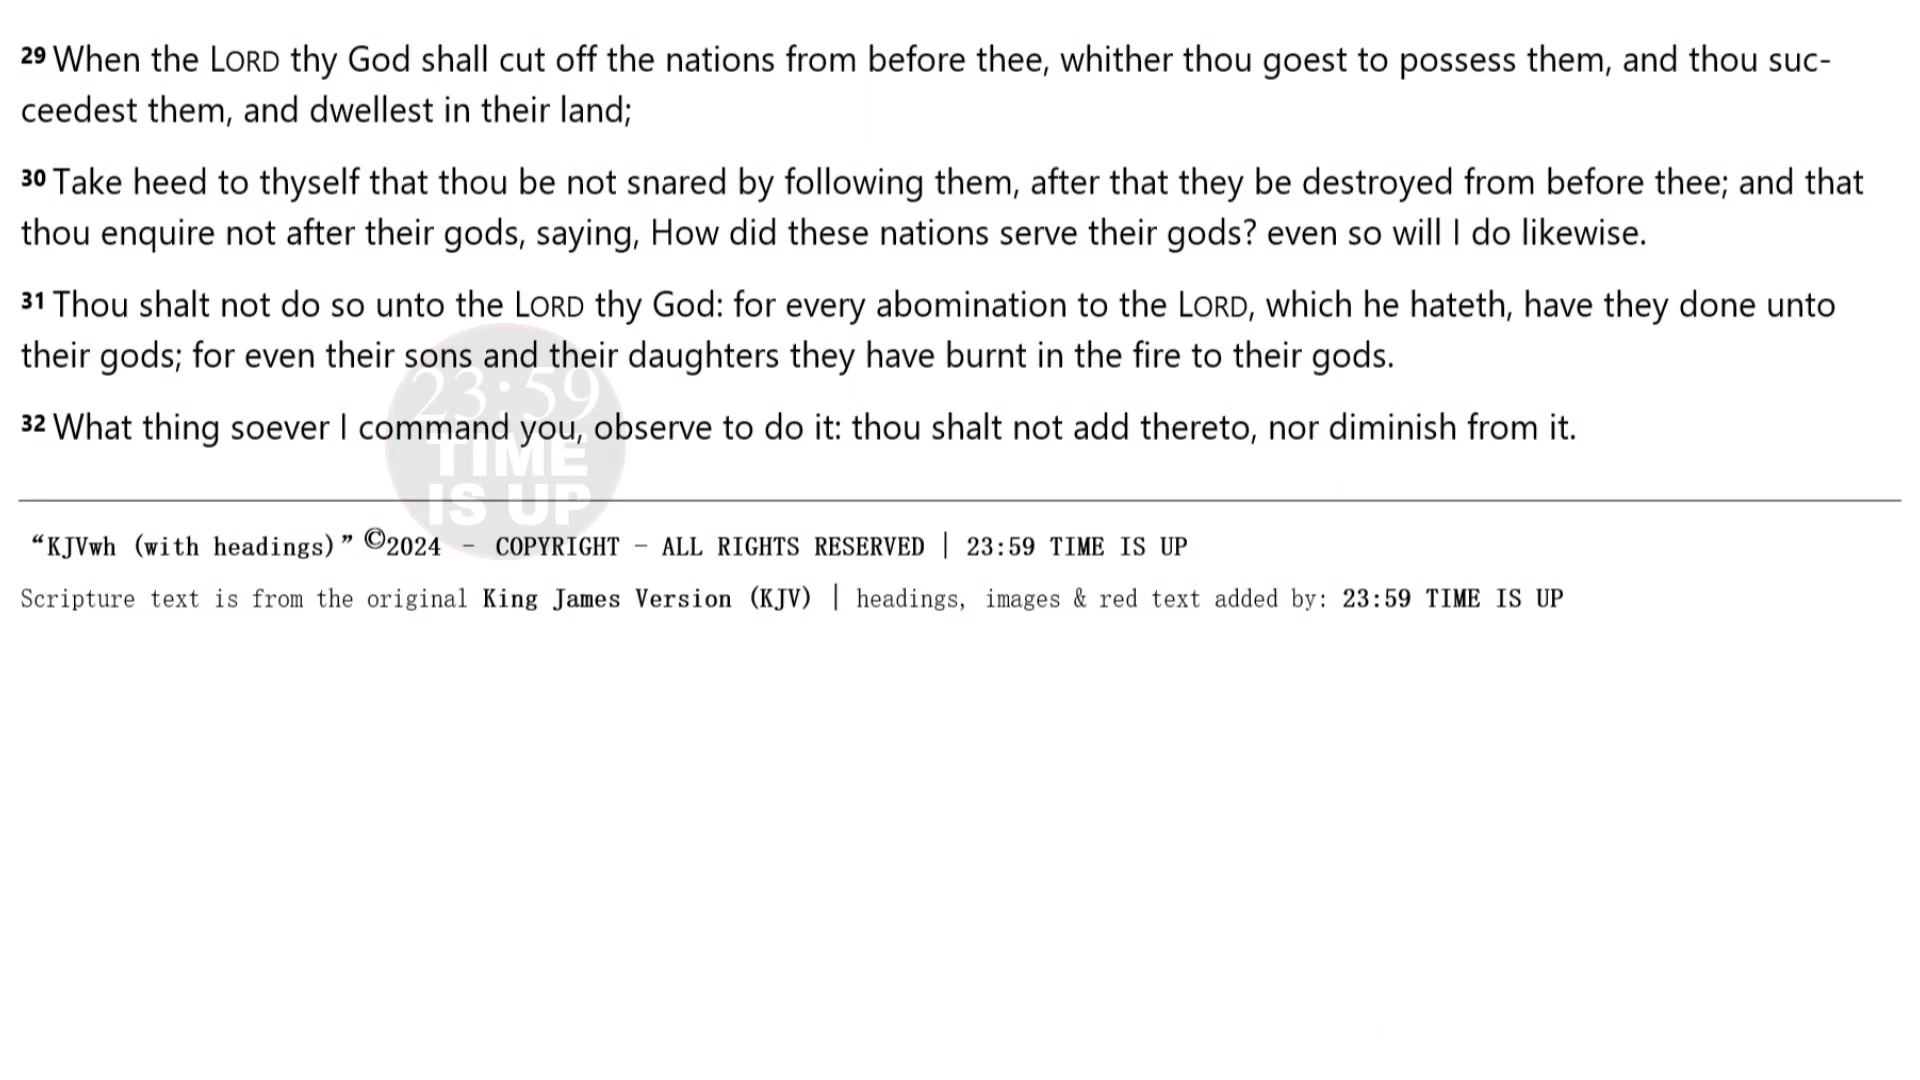 29 When the LORD thy God shall cut off the nations from before thee, whither thou goest to possess them, and thou suc-
ceedest them, and dwellest in their land;
30 Take heed to thyself that thou be not snared by following them, after that they be destroyed from before thee; and that
thou enquire not after their gods, saying, How did these nations serve their gods? even so will I do likewise.
31 Thou shalt not do so unto the LORD thy God: for every abomination to the LORD, which he hateth, have they done unto
their gods; for even their sons and their daughters they have burnt in the fire to their gods.
23:59
32 What thing soever I command you, observe to do it: thou shalt not add thereto, nor diminish from it.
TIME
IS UP
“KJVwh (with headings)” ©2024 – COPYRIGHT – ALL RIGHTS RESERVED | 23:59 TIME IS UP
Scripture text is from the original King James Version (KJV) | headings, images & red text added by: 23:59 TIME IS UP